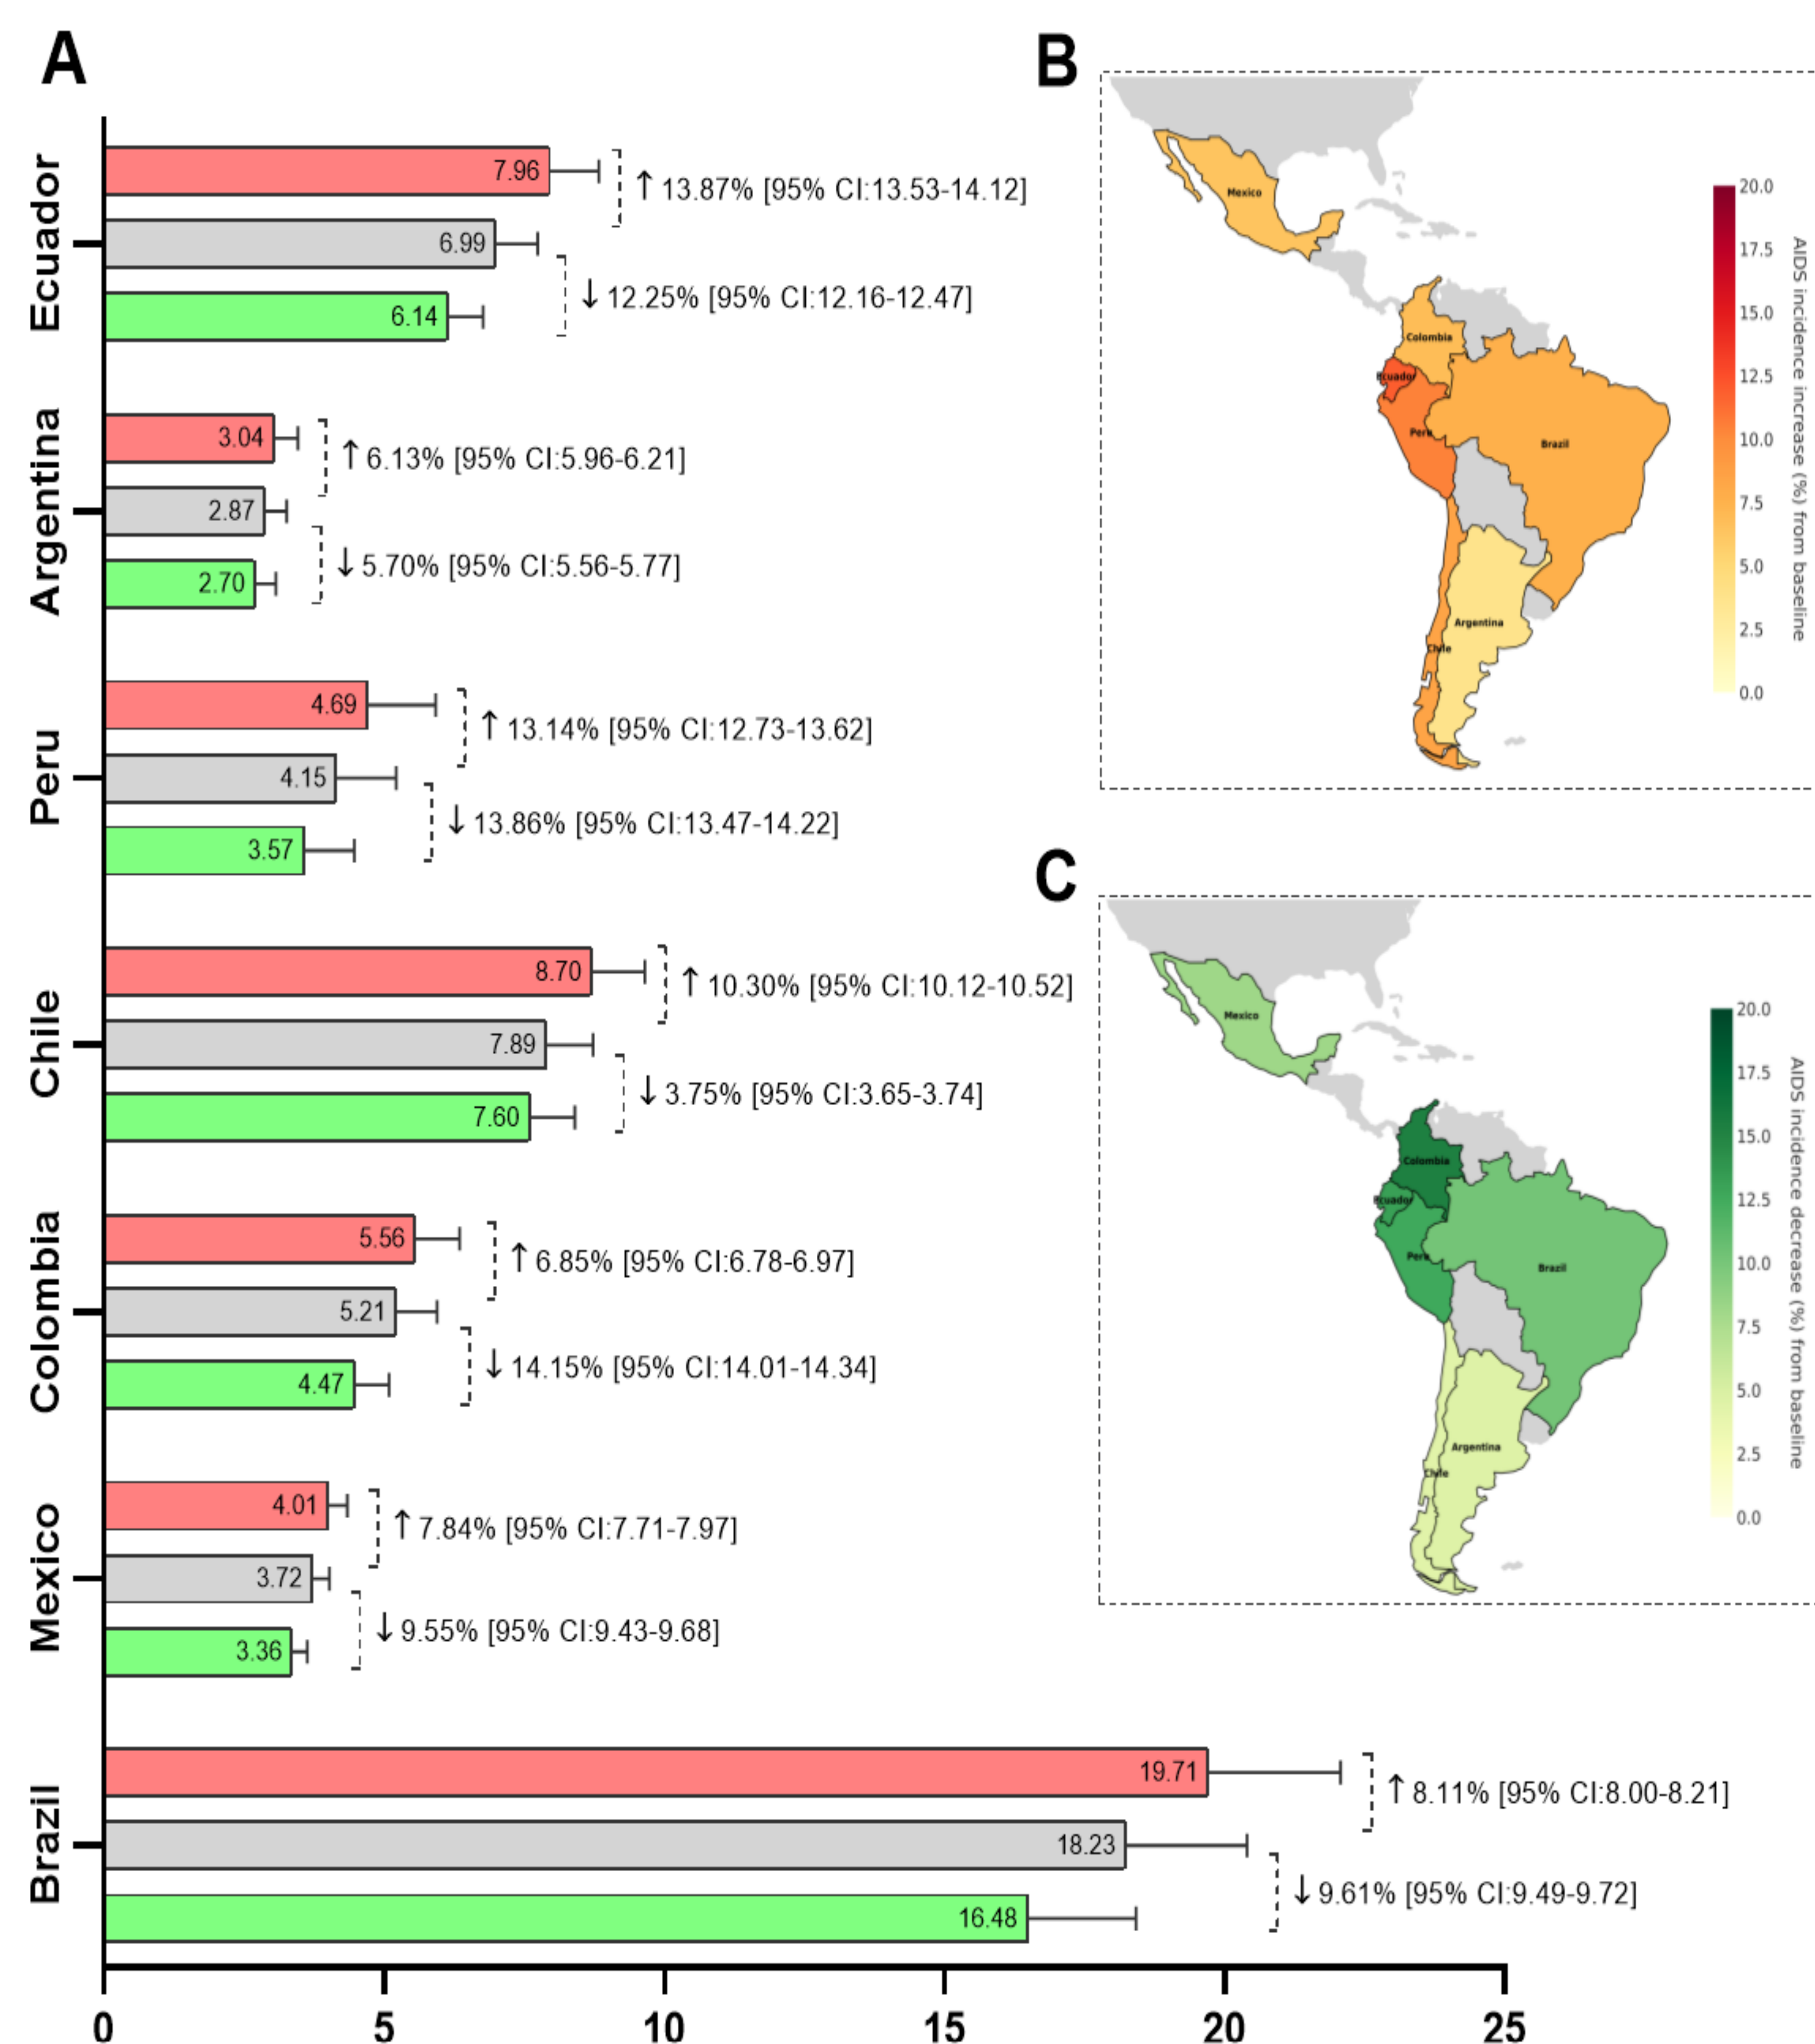 A
Ecuador
7.96
↑ 13.87% [95% CI:13.53-14.12]
6.99
↓ 12.25% [95% CI:12.16-12.47]
6.14
Argentina
3.04
↑ 6.13% [95% CI:5.96-6.21]
2.87
↓ 5.70% [95% CI:5.56-5.77]
2.70
Peru
4.69
↑ 13.14% [95% CI:12.73-13.62]
4.15
↓ 13.86% [95% CI:13.47-14.22]
3.57
Chile
8.70
↑ 10.30% [95% CI:10.12-10.52]
7.89
↓ 3.75% [95% CI:3.65-3.74]
7.60
Colombia
5.56
↑ 6.85% [95% CI:6.78-6.97]
5.21
↓ 14.15% [95% CI:14.01-14.34]
4.47
Mexico
4.01
↑ 7.84% [95% CI:7.71-7.97]
3.72
↓ 9.55% [95% CI:9.43-9.68]
3.36
Brazil
19.71
↑ 8.11% [95% CI:8.00-8.21]
18.23
↓ 9.61% [95% CI:9.49-9.72]
16.48
0 5 10 15 20 25
B
Mexico
Colombia
Ecuador
Peru
Brazil
Argentina
Chile
20.0
17.5
15.0
12.5
10.0
7.5
5.0
2.5
0.0
AIDS incidence increase (%) from baseline
C
Mexico
Colombia
Ecuador
Peru
Brazil
Argentina
Chile
20.0
17.5
15.0
12.5
10.0
7.5
5.0
2.5
0.0
AIDS incidence decrease (%) from baseline